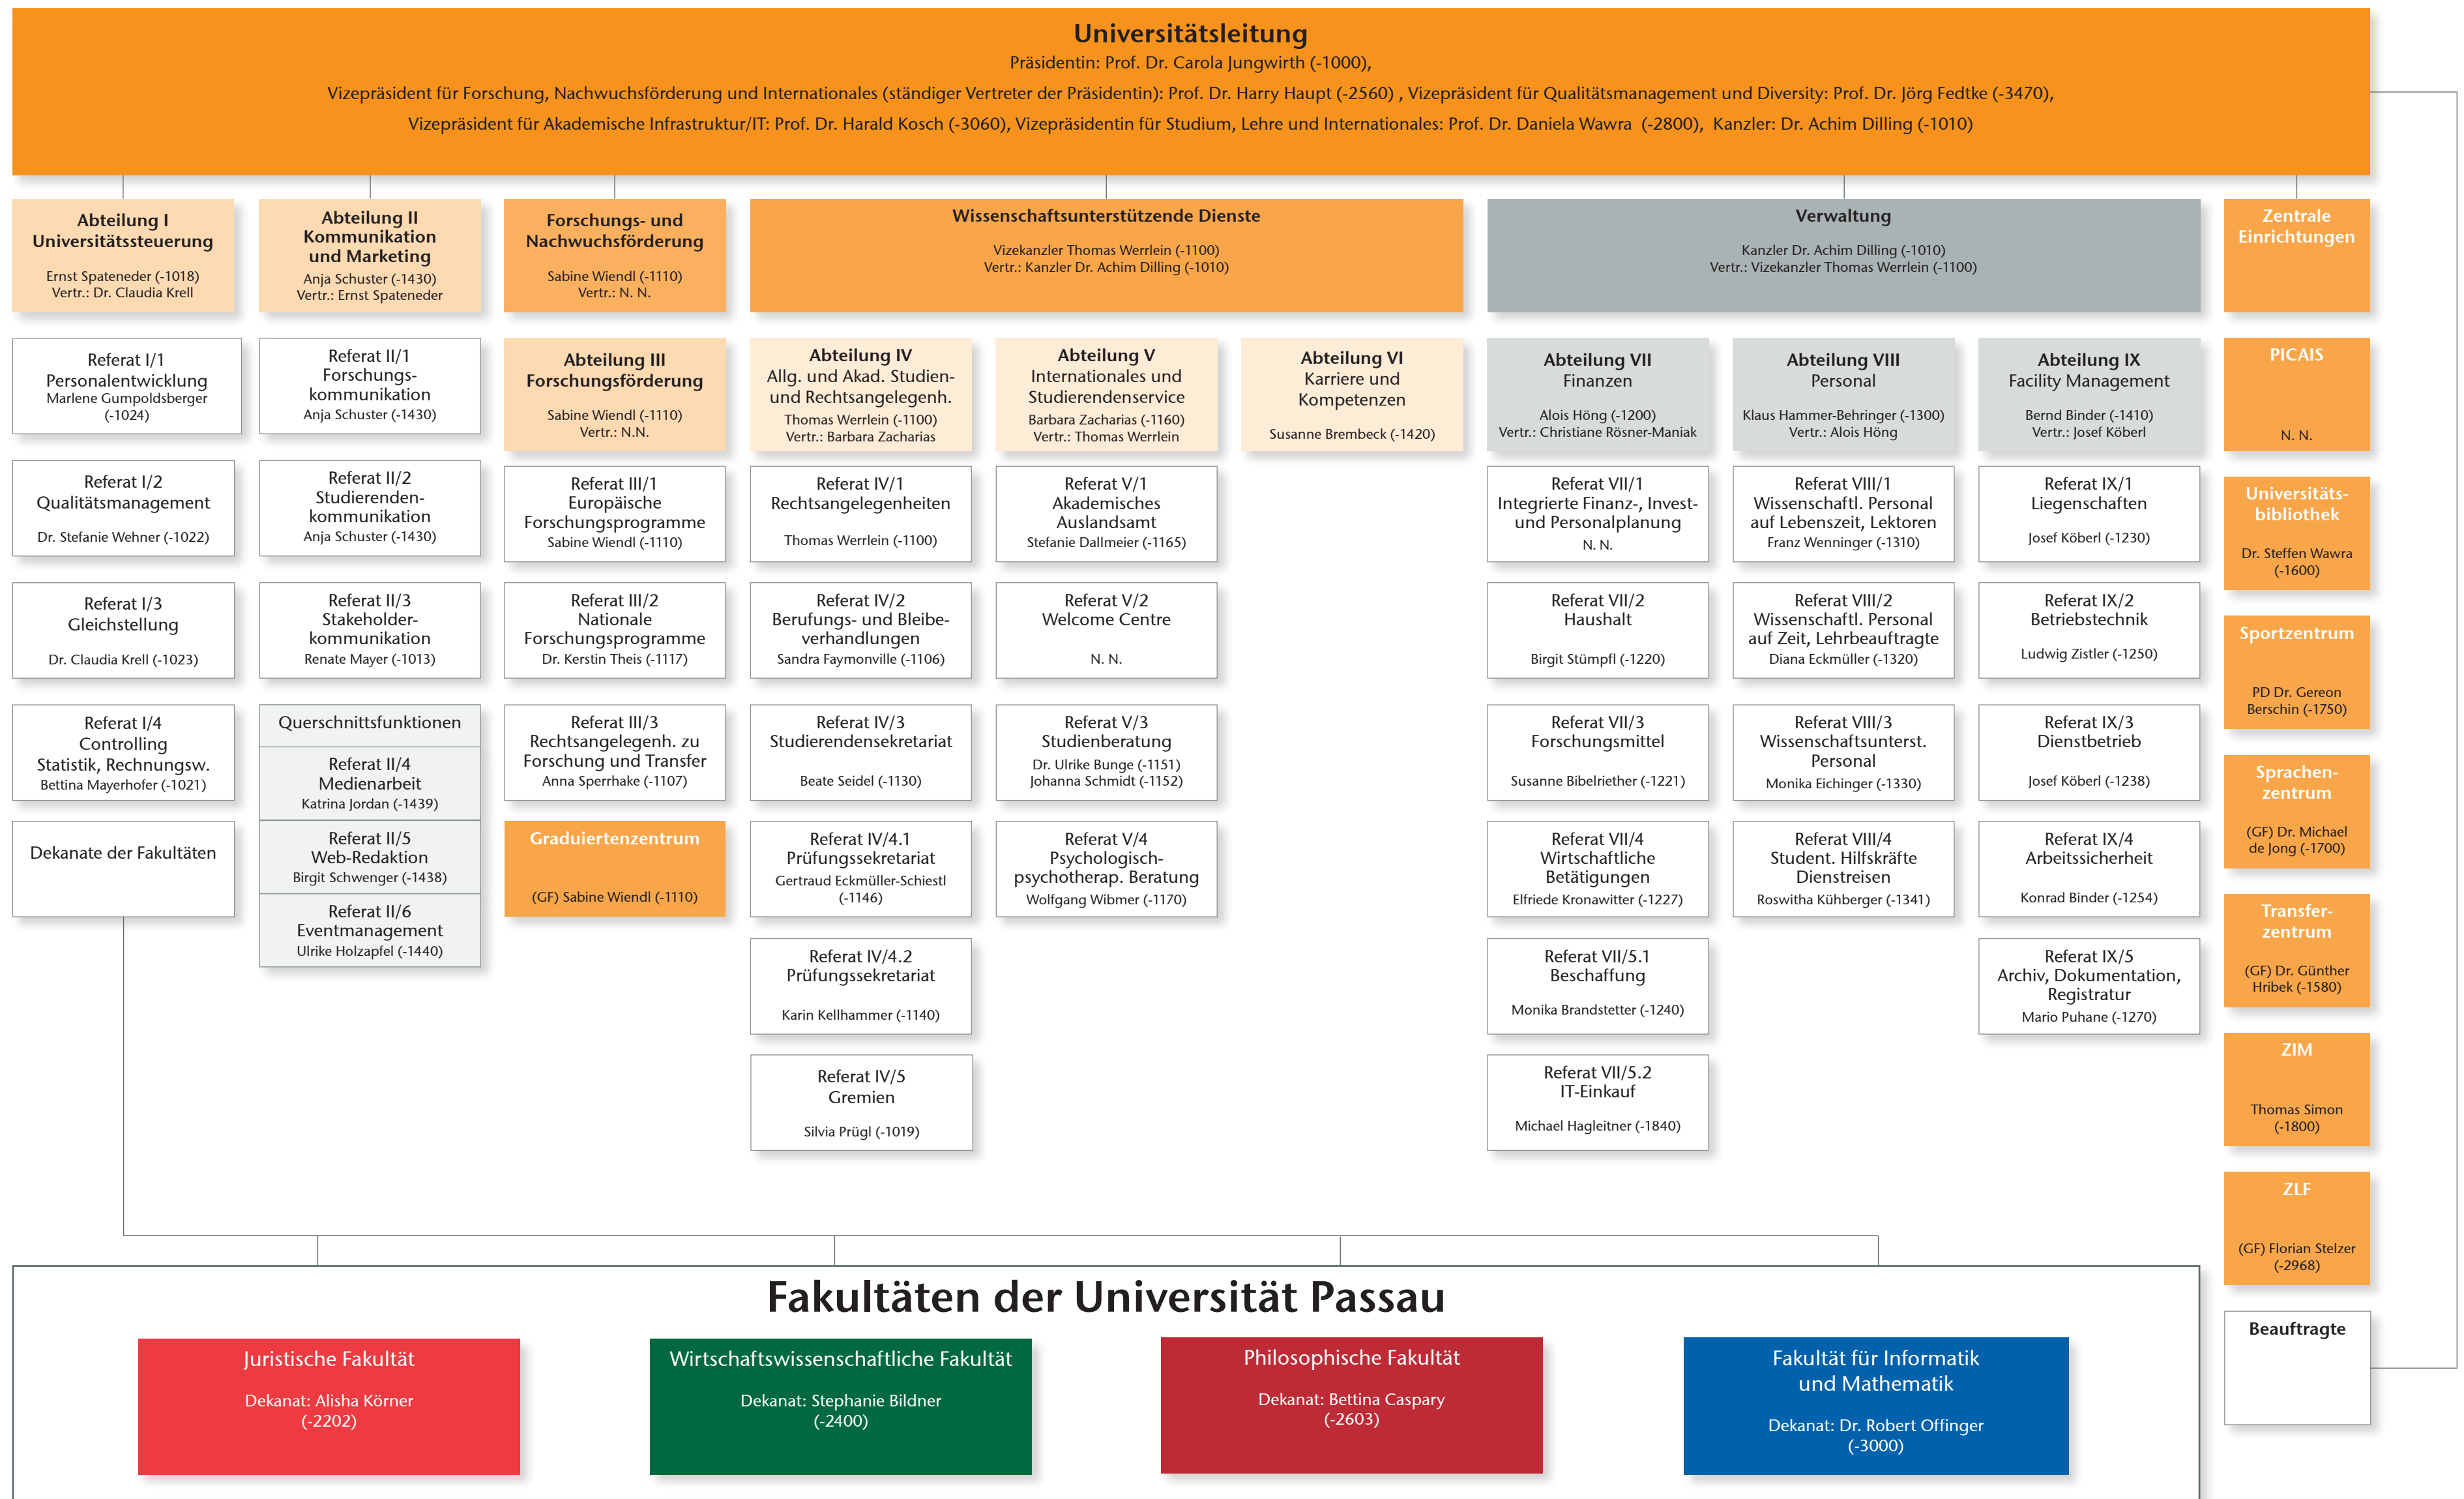 Universitätsleitung
Präsidentin: Prof. Dr. Carola Jungwirth (-1000),
Vizepräsident für Forschung, Nachwuchsförderung und Internationales (ständiger Vertreter der Präsidentin): Prof. Dr. Harry Haupt (-2560) , Vizepräsident für Qualitätsmanagement und Diversity: Prof. Dr. Jörg Fedtke (-3470),
Vizepräsident für Akademische Infrastruktur/IT: Prof. Dr. Harald Kosch (-3060), Vizepräsidentin für Studium, Lehre und Internationales: Prof. Dr. Daniela Wawra (-2800), Kanzler: Dr. Achim Dilling (-1010)
Abteilung I
Universitätssteuerung
Ernst Spateneder (-1018)
Vertr.: Dr. Claudia Krell
Referat I/1
Personalentwicklung
Marlene Gumpoldsberger
(-1024)
Referat I/2
Qualitätsmanagement
Dr. Stefanie Wehner (-1022)
Referat I/3
Gleichstellung
Dr. Claudia Krell (-1023)
Referat I/4
Controlling
Statistik, Rechnungsw.
Bettina Mayerhofer (-1021)
Dekanate der Fakultäten
Abteilung II
Kommunikation
und Marketing
Anja Schuster (-1430)
Vertr.: Ernst Spateneder
Referat II/1
Forschungs-
kommunikation
Anja Schuster (-1430)
Referat II/2
Studierenden-
kommunikation
Anja Schuster (-1430)
Referat II/3
Stakeholder-
kommunikation
Renate Mayer (-1013)
Querschnittsfunktionen
Referat II/4
Medienarbeit
Katrina Jordan (-1439)
Referat II/5
Web-Redaktion
Birgit Schwenger (-1438)
Referat II/6
Eventmanagement
Ulrike Holzapfel (-1440)
Forschungs- und
Nachwuchsförderung
Sabine Wiendl (-1110)
Vertr.: N. N.
Abteilung III
Forschungsförderung
Sabine Wiendl (-1110)
Vertr.: N.N.
Referat III/1
Europäische
Forschungsprogramme
Sabine Wiendl (-1110)
Referat III/2
Nationale
Forschungsprogramme
Dr. Kerstin Theis (-1117)
Referat III/3
Rechtsangelegenh. zu
Forschung und Transfer
Anna Sperrhake (-1107)
Graduiertenzentrum
(GF) Sabine Wiendl (-1110)
Wissenschaftsunterstützende Dienste
Vizekanzler Thomas Werrlein (-1100)
Vertr.: Kanzler Dr. Achim Dilling (-1010)
Abteilung IV
Allg. und Akad. Studien-
und Rechtsangelegenh.
Thomas Werrlein (-1100)
Vertr.: Barbara Zacharias
Referat IV/1
Rechtsangelegenheiten
Thomas Werrlein (-1100)
Referat IV/2
Berufungs- und Bleibe-
verhandlungen
Sandra Faymonville (-1106)
Referat IV/3
Studierendensekretariat
Beate Seidel (-1130)
Referat IV/4.1
Prüfungssekretariat
Gertraud Eckmüller-Schiestl
(-1146)
Referat IV/4.2
Prüfungssekretariat
Karin Kellhammer (-1140)
Referat IV/5
Gremien
Silvia Prügl (-1019)
Abteilung V
Internationales und
Studierendenservice
Barbara Zacharias (-1160)
Vertr.: Thomas Werrlein
Referat V/1
Akademisches
Auslandsamt
Stefanie Dallmeier (-1165)
Referat V/2
Welcome Centre
N. N.
Referat V/3
Studienberatung
Dr. Ulrike Bunge (-1151)
Johanna Schmidt (-1152)
Referat V/4
Psychologisch-
psychotherap. Beratung
Wolfgang Wibmer (-1170)
Abteilung VI
Karriere und
Kompetenzen
Susanne Brembeck (-1420)
Verwaltung
Kanzler Dr. Achim Dilling (-1010)
Vertr.: Vizekanzler Thomas Werrlein (-1100)
Abteilung VII
Finanzen
Alois Höng (-1200)
Vertr.: Christiane Rösner-Maniak
Referat VII/1
Integrierte Finanz-, Invest-
und Personalplanung
N. N.
Referat VII/2
Haushalt
Birgit Stümpfl (-1220)
Referat VII/3
Forschungsmittel
Susanne Bibelriether (-1221)
Referat VII/4
Wirtschaftliche
Betätigungen
Elfriede Kronawitter (-1227)
Referat VII/5.1
Beschaffung
Monika Brandstetter (-1240)
Referat VII/5.2
IT-Einkauf
Michael Hagleitner (-1840)
Abteilung VIII
Personal
Klaus Hammer-Behringer (-1300)
Vertr.: Alois Höng
Referat VIII/1
Wissenschaftl. Personal
auf Lebenszeit, Lektoren
Franz Wenninger (-1310)
Referat VIII/2
Wissenschaftl. Personal
auf Zeit, Lehrbeauftragte
Diana Eckmüller (-1320)
Referat VIII/3
Wissenschaftsunterst.
Personal
Monika Eichinger (-1330)
Referat VIII/4
Student. Hilfskräfte
Dienstreisen
Roswitha Kühberger (-1341)
Abteilung IX
Facility Management
Bernd Binder (-1410)
Vertr.: Josef Köberl
Referat IX/1
Liegenschaften
Josef Köberl (-1230)
Referat IX/2
Betriebstechnik
Ludwig Zistler (-1250)
Referat IX/3
Dienstbetrieb
Josef Köberl (-1238)
Referat IX/4
Arbeitssicherheit
Konrad Binder (-1254)
Referat IX/5
Archiv, Dokumentation,
Registratur
Mario Puhane (-1270)
Zentrale
Einrichtungen
PICAIS
N. N.
Universitäts-
bibliothek
Dr. Steffen Wawra
(-1600)
Sportzentrum
PD Dr. Gereon
Berschin (-1750)
Sprachen-
zentrum
(GF) Dr. Michael
de Jong (-1700)
Transfer-
zentrum
(GF) Dr. Günther
Hribek (-1580)
ZIM
Thomas Simon
(-1800)
ZLF
(GF) Florian Stelzer
(-2968)
Beauftragte
Fakultäten der Universität Passau
Juristische Fakultät
Dekanat: Alisha Körner
(-2202)
Wirtschaftswissenschaftliche Fakultät
Dekanat: Stephanie Bildner
(-2400)
Philosophische Fakultät
Dekanat: Bettina Caspary
(-2603)
Fakultät für Informatik
und Mathematik
Dekanat: Dr. Robert Offinger
(-3000)